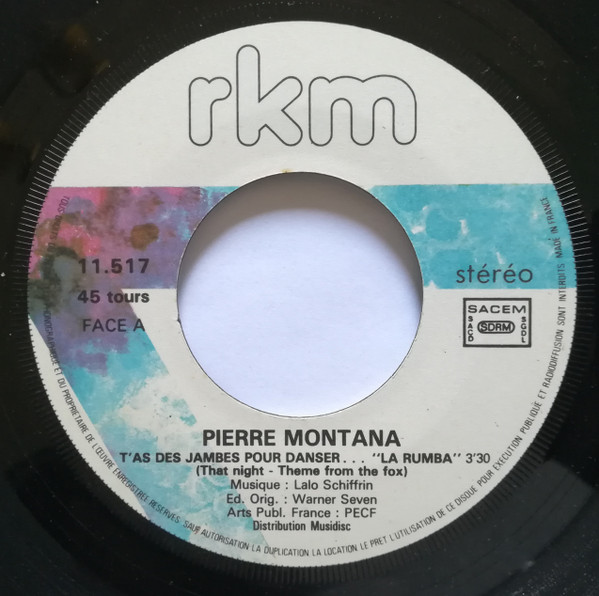 rkm
11.517
45 tours
FACE A
stéréo
SACEM
SACD
SDRM
SGDL
PIERRE MONTANA
T'AS DES JAMBES POUR DANSER... "LA RUMBA" 3'30
(That night - Theme from the fox)
Musique : Lalo Schiffrin
Ed. Orig. : Warner Seven
Arts Publ. France : PECF
Distribution Musidisc
PHONOGRAPHIQUE ET DU PROPRIETAIRE DE L'ŒUVRE ENREGISTREE RESERVES. SAUF AUTORISATION LA DUPLICATION LA LOCATION LE PRET L'UTILISATION DE CE DISQUE POUR EXECUTION PUBLIQUE ET RADIODIFFUSION SONT INTERDITS MADE IN FRANCE